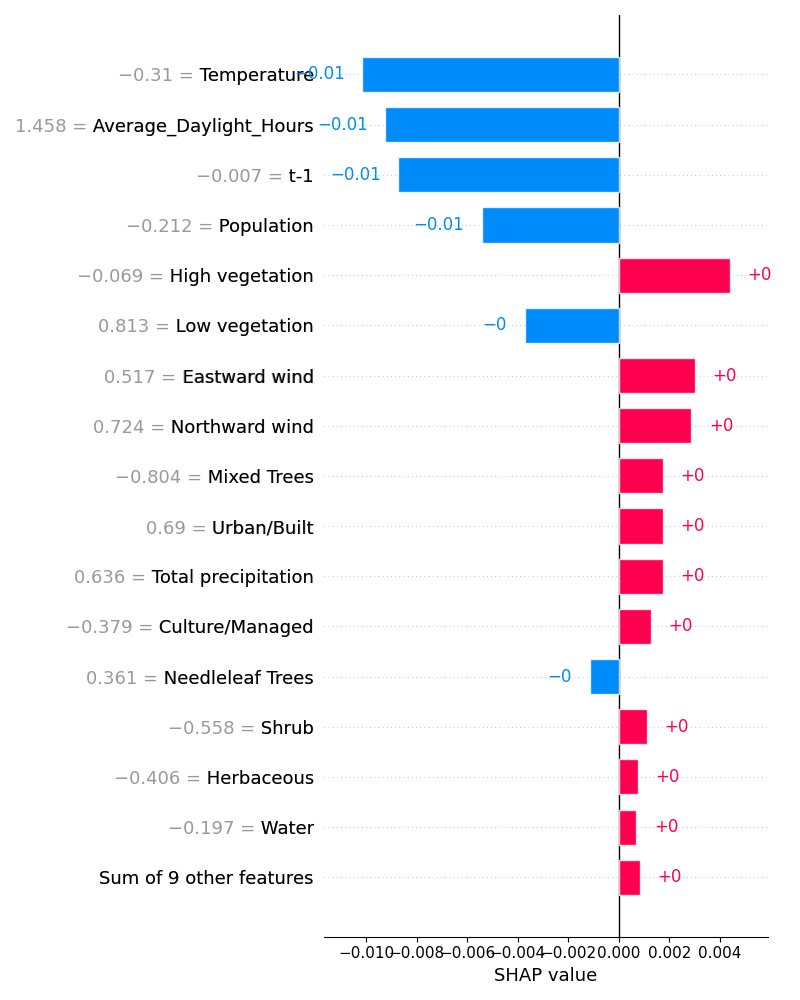 −0.31 = Temperature −0.01
1.458 = Average_Daylight_Hours −0.01
−0.007 = t-1 −0.01
−0.212 = Population −0.01
−0.069 = High vegetation +0
0.813 = Low vegetation −0
0.517 = Eastward wind +0
0.724 = Northward wind +0
−0.804 = Mixed Trees +0
0.69 = Urban/Built +0
0.636 = Total precipitation +0
−0.379 = Culture/Managed +0
0.361 = Needleleaf Trees −0
−0.558 = Shrub +0
−0.406 = Herbaceous +0
−0.197 = Water +0
Sum of 9 other features +0
−0.010 −0.008 −0.006 −0.004 −0.002 0.000 0.002 0.004
SHAP value